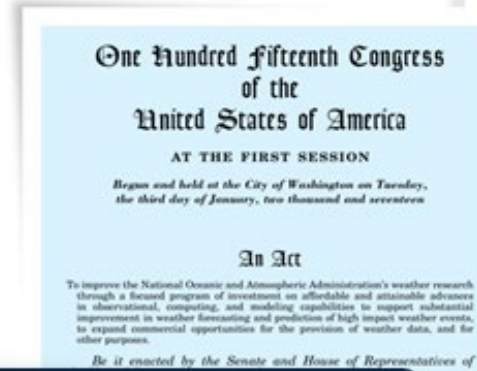 One Hundred Fifteenth Congress
of the
United States of America
AT THE FIRST SESSION
Begun and held at the City of Washington on Tuesday,
the third day of January, two thousand and seventeen
An Act
To improve the National Oceanic and Atmospheric Administration's weather research
through a focused program of investment on affordable and attainable advances
in observational, computing, and modeling capabilities to support substantial
improvement in weather forecasting and prediction of high impact weather events,
to expand commercial opportunities for the provision of weather data, and for
other purposes.
Be it enacted by the Senate and House of Representatives of